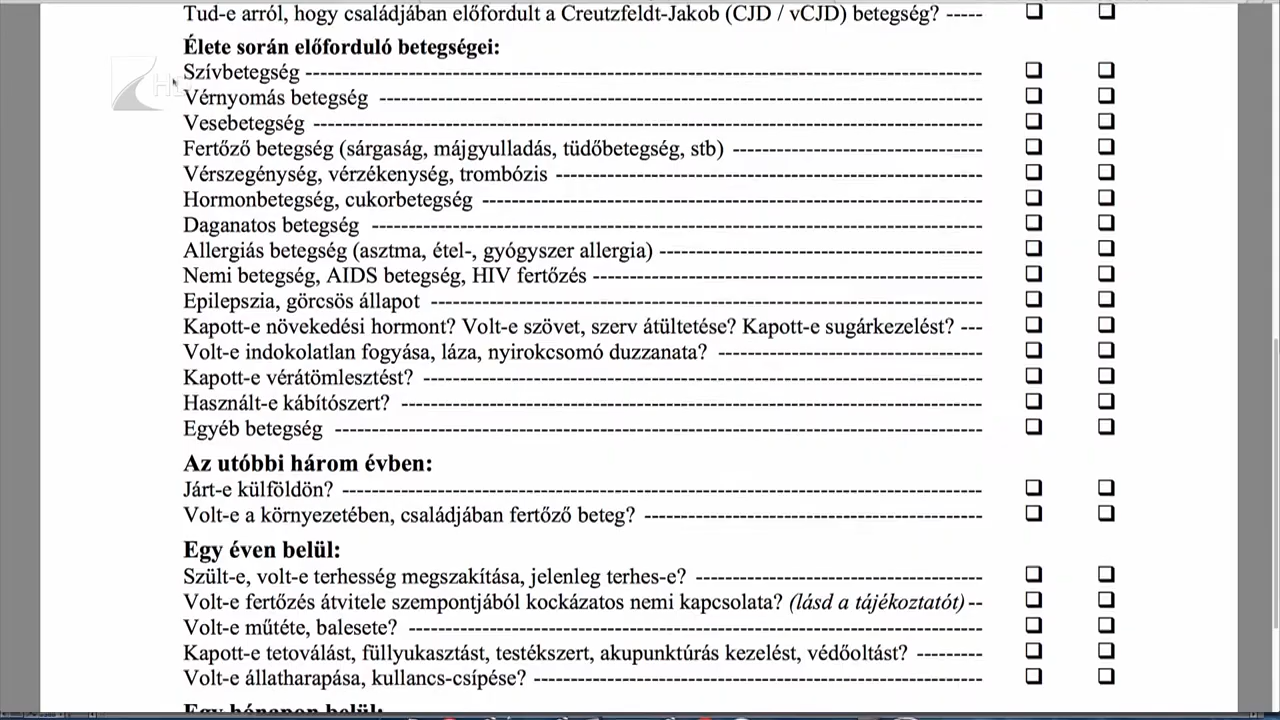 Tud-e arról, hogy családjában előfordult a Creutzfeldt-Jakob (CJD / vCJD) betegség? -----
Élete során előforduló betegségei:
Szívbetegség
Vérnyomás betegség
Vesebetegség
Fertőző betegség (sárgaság, májgyulladás, tüdőbetegség, stb)
Vérszegénység, vérzékenység, trombózis
Hormonbetegség, cukorbetegség
Daganatos betegség
Allergiás betegség (asztma, étel-, gyógyszer allergia)
Nemi betegség, AIDS betegség, HIV fertőzés
Epilepszia, görcsös állapot
Kapott-e növekedési hormont? Volt-e szövet, szerv átültetése? Kapott-e sugárkezelést? ---
Volt-e indokolatlan fogyása, láza, nyirokcsomó duzzanata?
Kapott-e vérátömlesztést?
Használt-e kábítószert?
Egyéb betegség
Az utóbbi három évben:
Járt-e külföldön?
Volt-e a környezetében, családjában fertőző beteg?
Egy éven belül:
Szült-e, volt-e terhesség megszakítása, jelenleg terhes-e?
Volt-e fertőzés átvitele szempontjából kockázatos nemi kapcsolata? (lásd a tájékoztatót) --
Volt-e műtéte, balesete?
Kapott-e tetoválást, füllyukasztást, testékszert, akupunktúrás kezelést, védőoltást? ---------
Volt-e állatharapása, kullancs-csípése?
Egy hónapon belül: